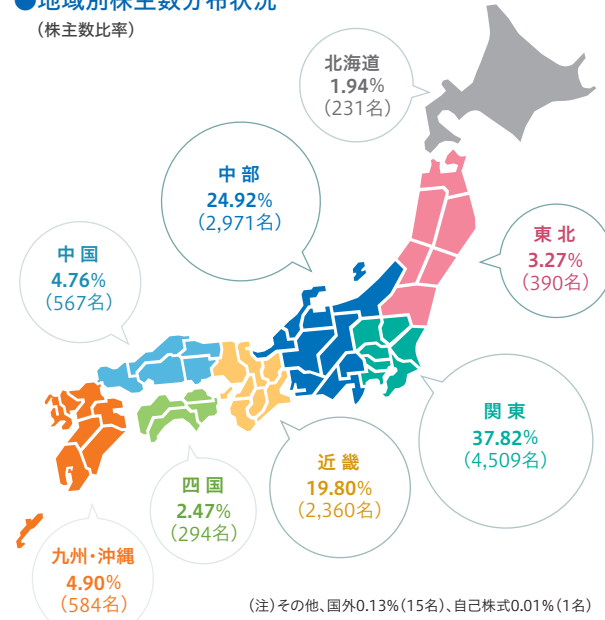 ●地域別株主数分布状況
（株主数比率）
北海道
1.94%
(231名)
中 部
24.92%
(2,971名)
東 北
3.27%
(390名)
中 国
4.76%
(567名)
関 東
37.82%
(4,509名)
近 畿
19.80%
(2,360名)
四 国
2.47%
(294名)
九州・沖縄
4.90%
(584名)
（注）その他、国外0.13%(15名)、自己株式0.01%(1名)